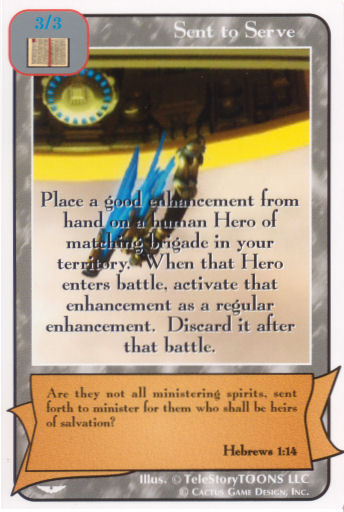 3/3
Sent to Serve
Place a good enhancement from
hand on a human Hero of
matching brigade in your
territory. When that Hero
enters battle, activate that
enhancement as a regular
enhancement. Discard it after
that battle.
Are they not all ministering spirits, sent
forth to minister for them who shall be heirs
of salvation?
Hebrews 1:14
Illus. © TeleStoryTOONS LLC
© Cactus Game Design, Inc.